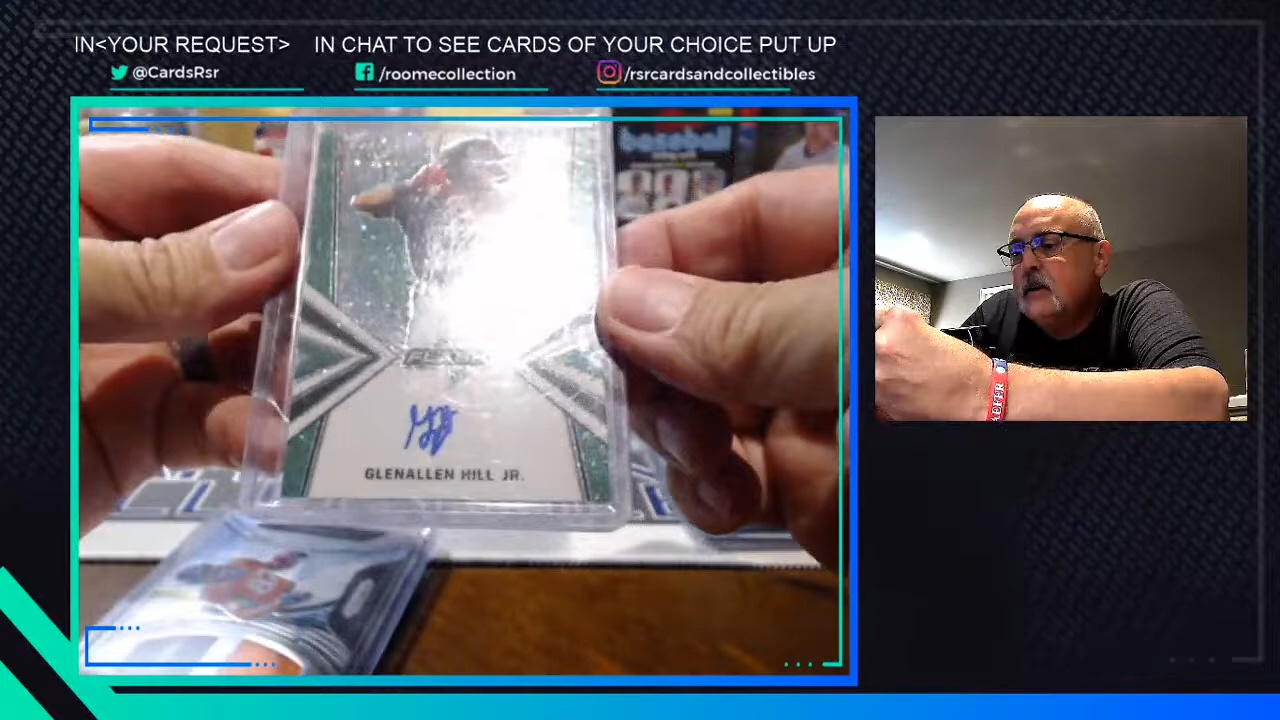 IN<YOUR REQUEST> IN CHAT TO SEE CARDS OF YOUR CHOICE PUT UP
@CardsRsr /roomecollection /rsrcardsandcollectibles
baseball
GLENALLEN HILL JR.